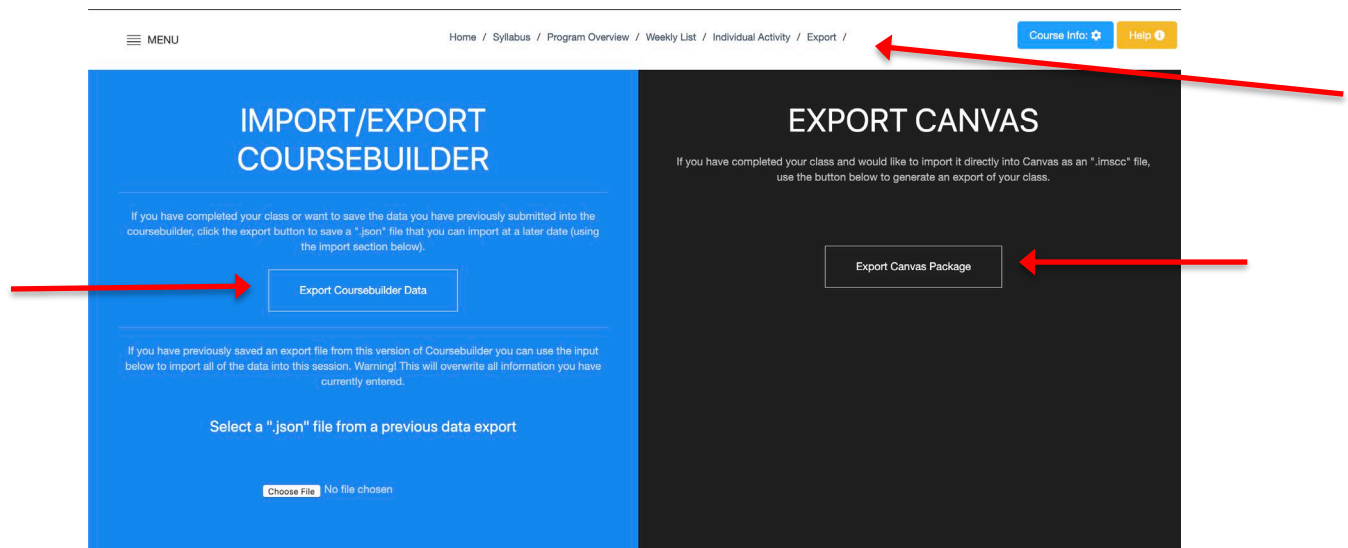 MENU
Home / Syllabus / Program Overview / Weekly List / Individual Activity / Export /
Course Info:
Help
IMPORT/EXPORT
COURSEBUILDER
If you have completed your class or want to save the data you have previously submitted into the
coursebuilder, click the export button to save a ".json" file that you can import at a later date (using
the import section below).
Export Coursebuilder Data
If you have previously saved an export file from this version of Coursebuilder you can use the input
below to import all of the data into this session. Warning! This will overwrite all information you have
currently entered.
Select a ".json" file from a previous data export
Choose File No file chosen
EXPORT CANVAS
If you have completed your class and would like to import it directly into Canvas as an ".imscc" file,
use the button below to generate an export of your class.
Export Canvas Package